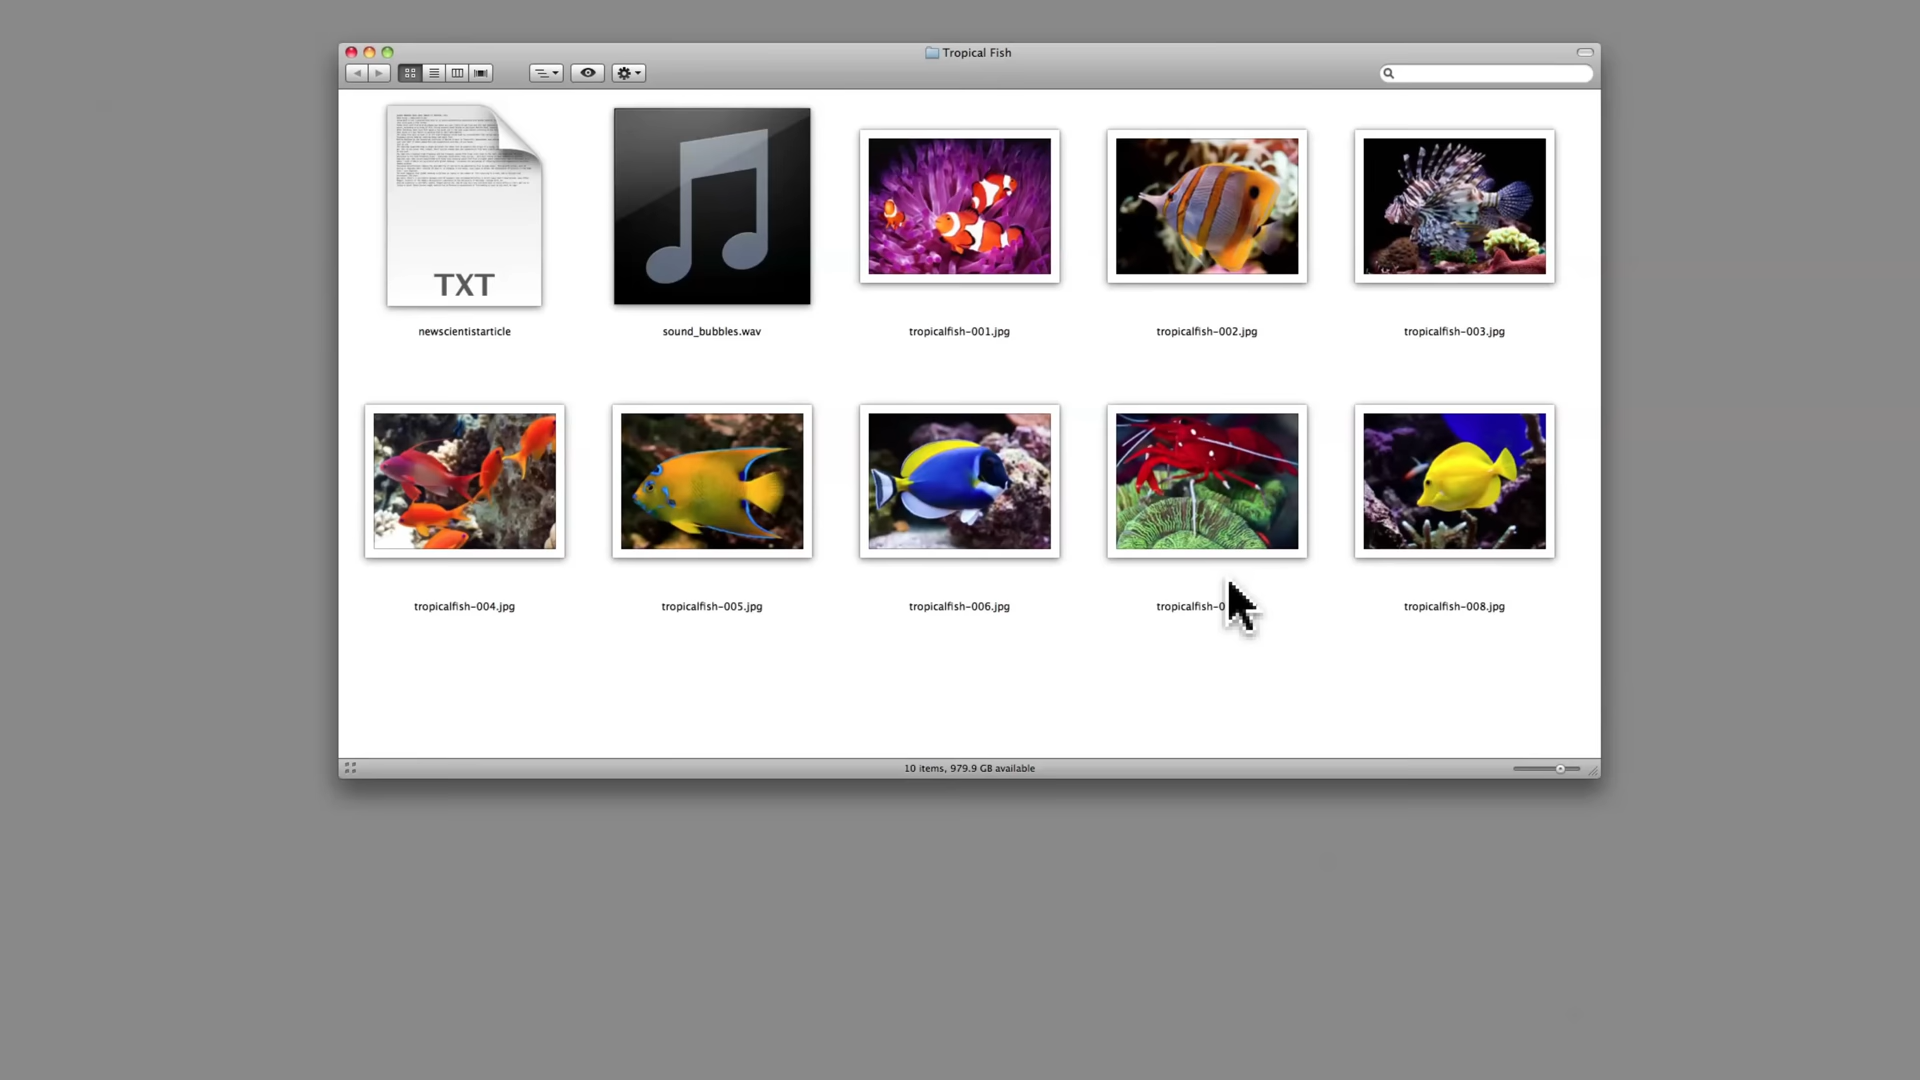 Tropical Fish
TXT
newscientistarticle
sound_bubbles.wav
tropicalfish-001.jpg
tropicalfish-002.jpg
tropicalfish-003.jpg
tropicalfish-004.jpg
tropicalfish-005.jpg
tropicalfish-006.jpg
tropicalfish-0
tropicalfish-008.jpg
10 items, 979.9 GB available